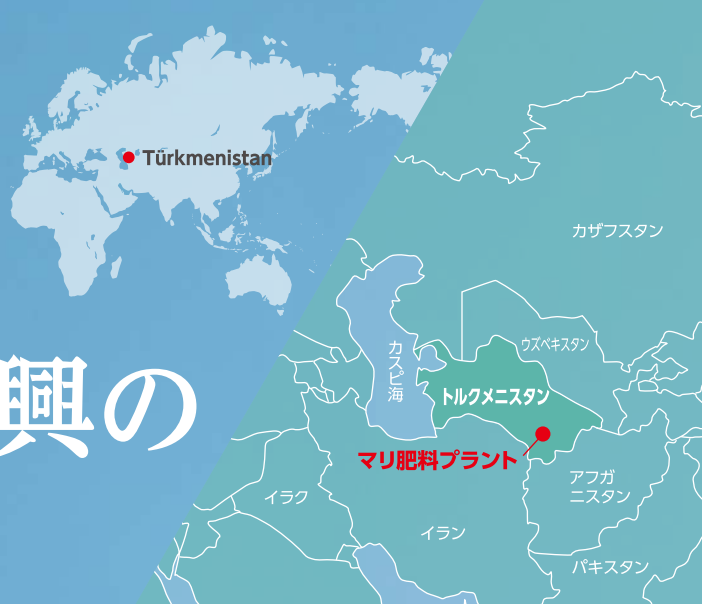 Türkmenistan
カザフスタン
ウズベキスタン
カスピ海
トルクメニスタン
興の
マリ肥料プラント
アフガ
ニスタン
イラク
イラン
パキスタン